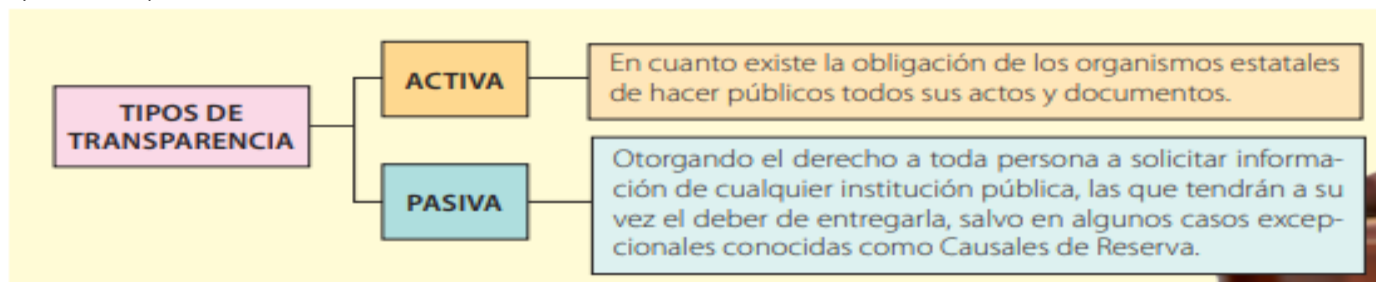 TIPOS DE
TRANSPARENCIA
ACTIVA
En cuanto existe la obligación de los organismos estatales
de hacer públicos todos sus actos y documentos.
PASIVA
Otorgando el derecho a toda persona a solicitar informa-
ción de cualquier institución pública, las que tendrán a su
vez el deber de entregarla, salvo en algunos casos excep-
cionales conocidas como Causales de Reserva.